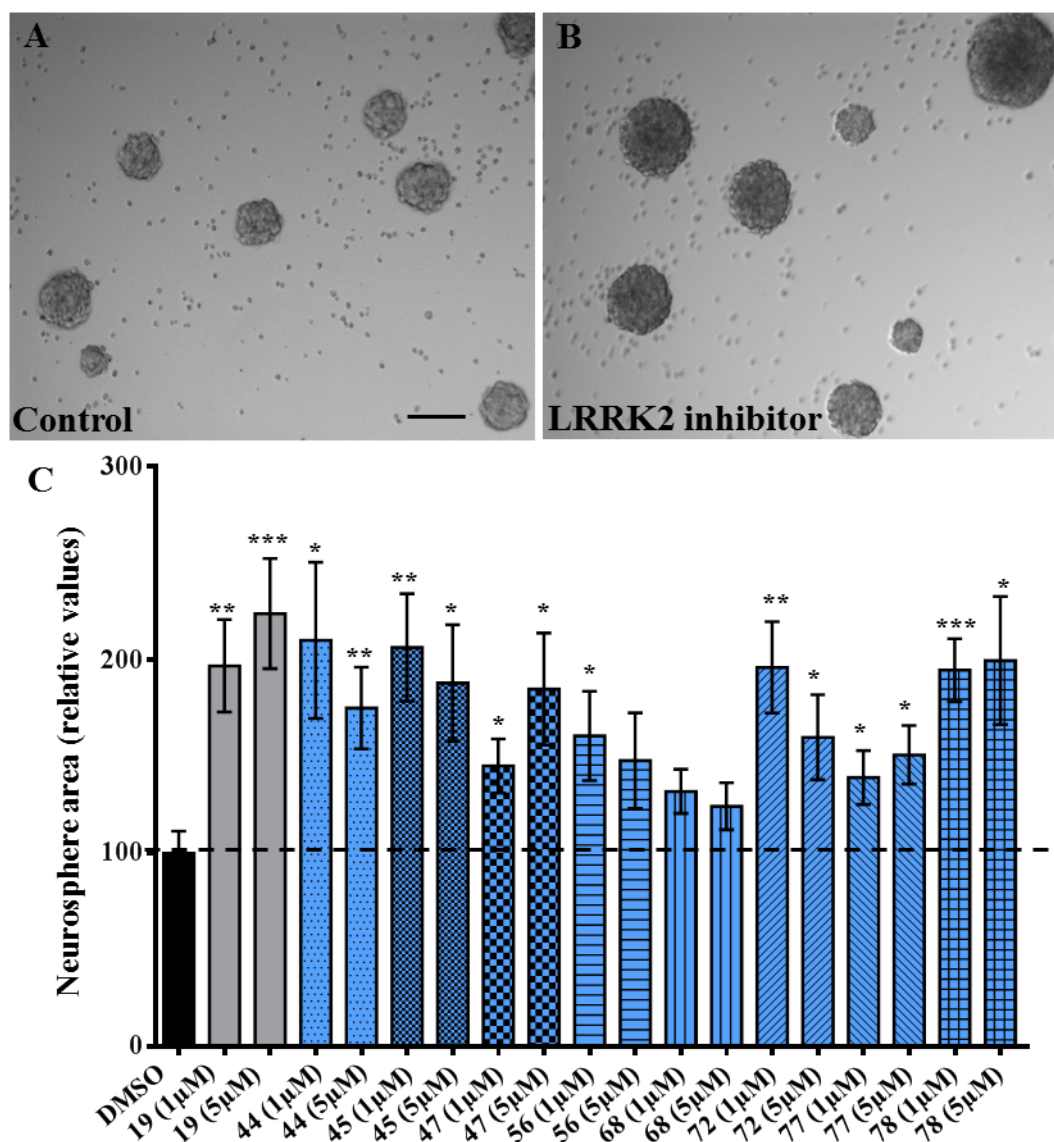 A
B
Control
LRRK2 inhibitor
C
Neurosphere area (relative values)
300
200
100
0
** *** * ** ** * * * * ** * * * *** *
DMSO
19 (1µM)
19 (5µM)
44 (1µM)
44 (5µM)
45 (1µM)
45 (5µM)
47 (1µM)
47 (5µM)
56 (1µM)
56 (5µM)
68 (1µM)
68 (5µM)
72 (1µM)
72 (5µM)
77 (1µM)
77 (5µM)
78 (1µM)
78 (5µM)